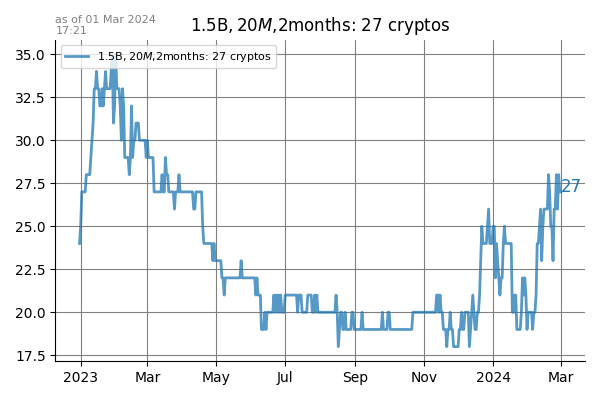 as of 01 Mar 2024
17:21
1.5B, 20M,2months: 27 cryptos
1.5B, 20M,2months: 27 cryptos
35.0
32.5
30.0
27.5
25.0
22.5
20.0
17.5
27
2023 Mar May Jul Sep Nov 2024 Mar